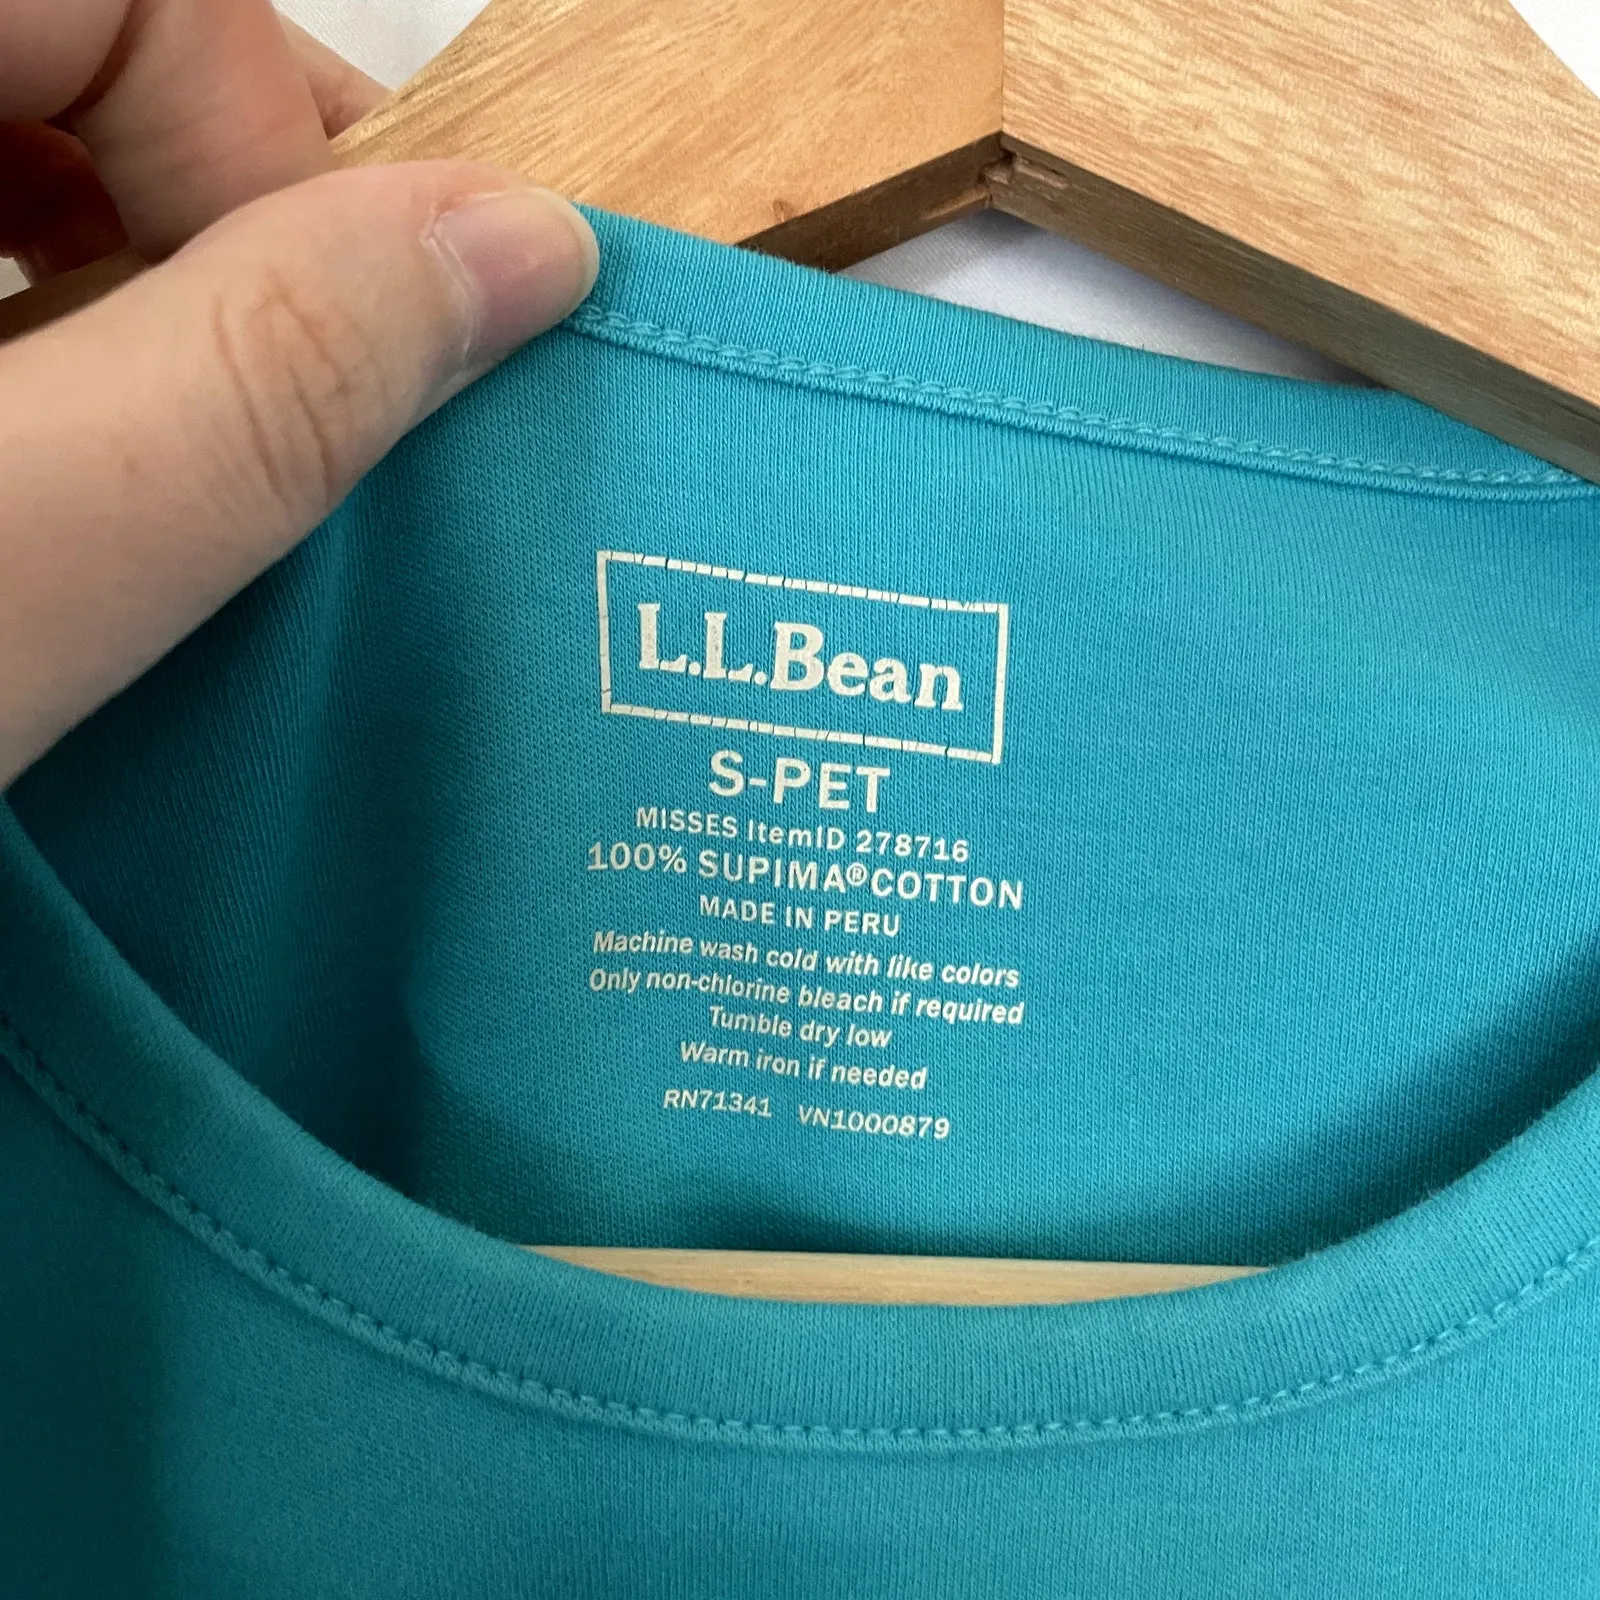 L.L.Bean
S-PET
MISSES ItemID 278716
100% SUPIMA® COTTON
MADE IN PERU
Machine wash cold with like colors
Only non-chlorine bleach if required
Tumble dry low
Warm iron if needed
RN71341 VN1000879